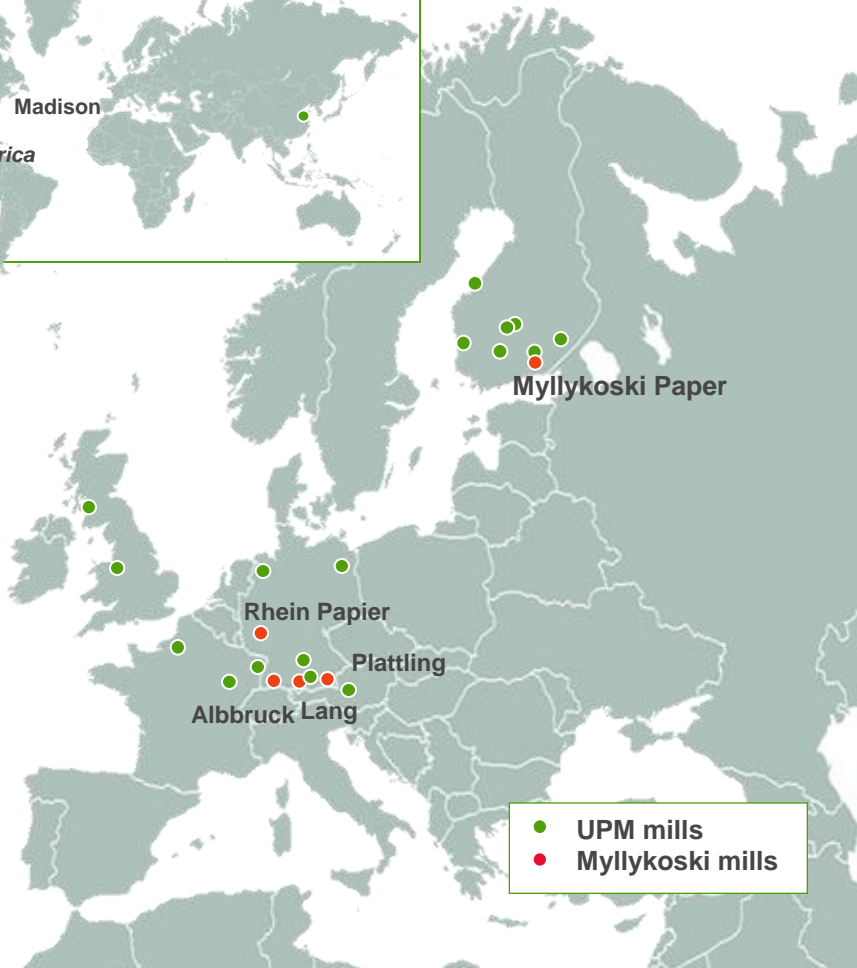 Madison
rica
Myllykoski Paper
Rhein Papier
Plattling
Albbruck
Lang
UPM mills
Myllykoski mills